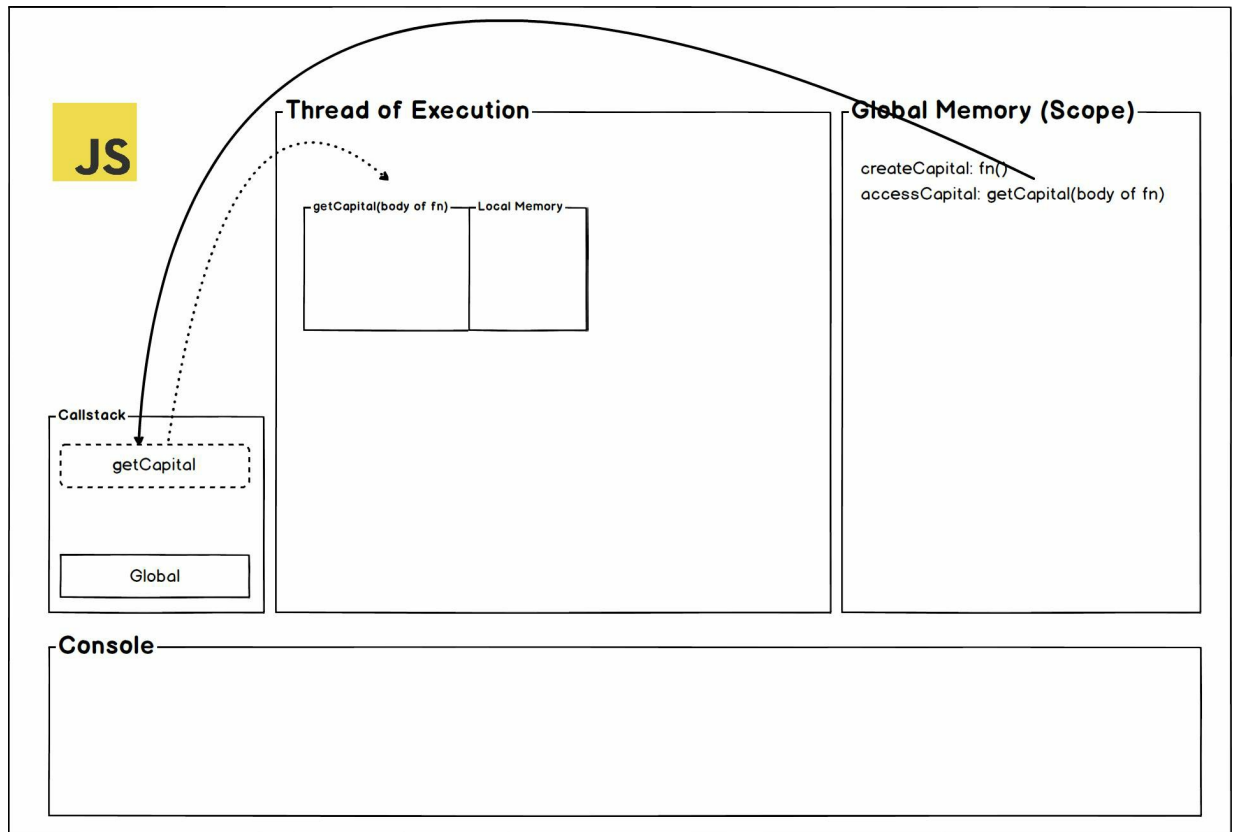 JS
Thread of Execution
Global Memory (Scope)
createCapital: fn()
accessCapital: getCapital(body of fn)
getCapital(body of fn)
Local Memory
Callstack
getCapital
Global
Console